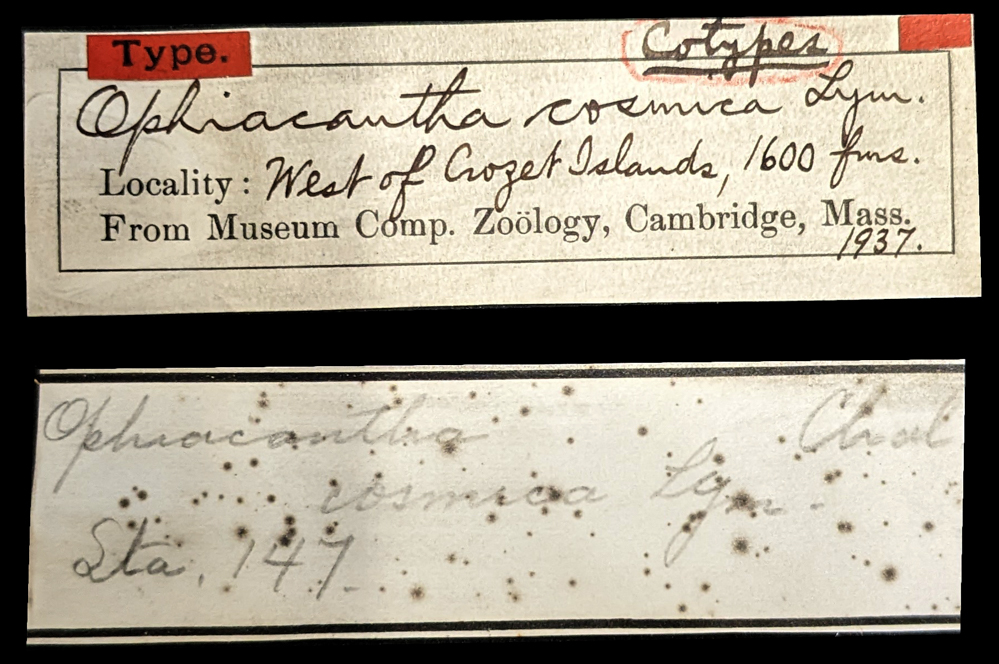 Type.
Cotypes
Ophiacantha cosmica Lym.
Locality: West of Crozet Islands, 1600 fms.
From Museum Comp. Zoölogy, Cambridge, Mass.
1937.
Ophiacantha Chal
cosmica Lym.
Sta. 147.